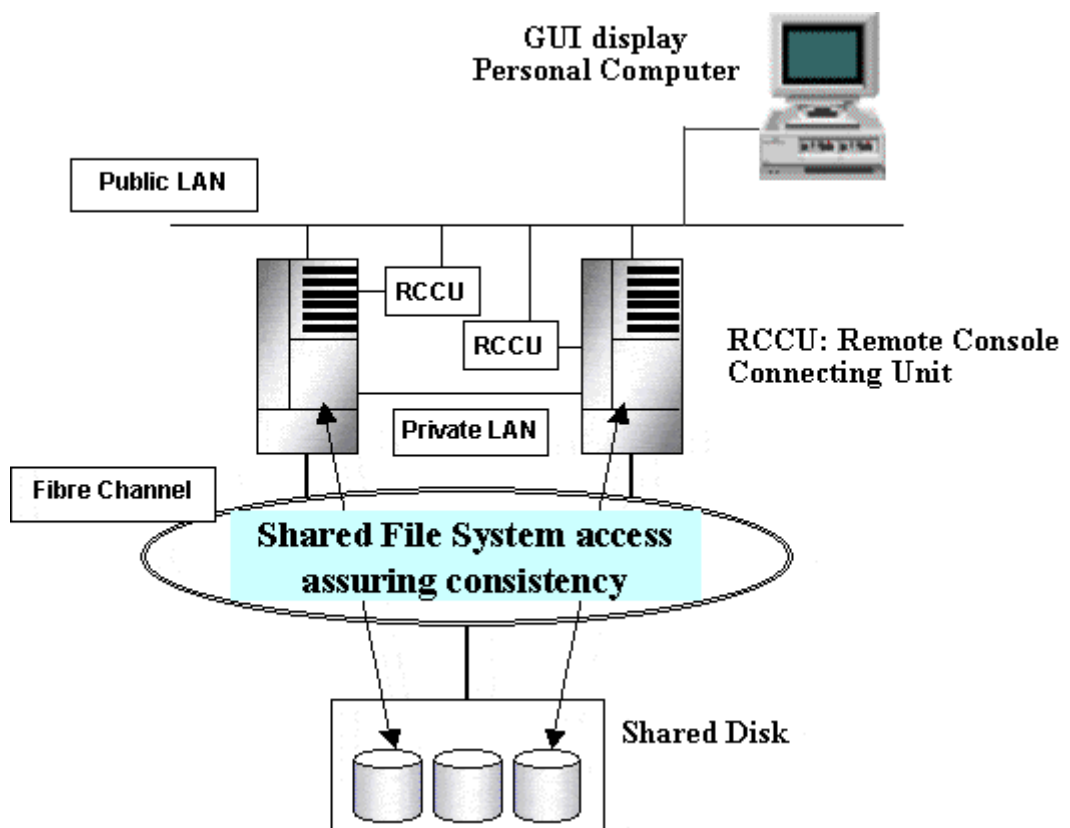 GUI display
Personal Computer
Public LAN
RCCU
RCCU
RCCU: Remote Console
Connecting Unit
Private LAN
Fibre Channel
Shared File System access
assuring consistency
Shared Disk